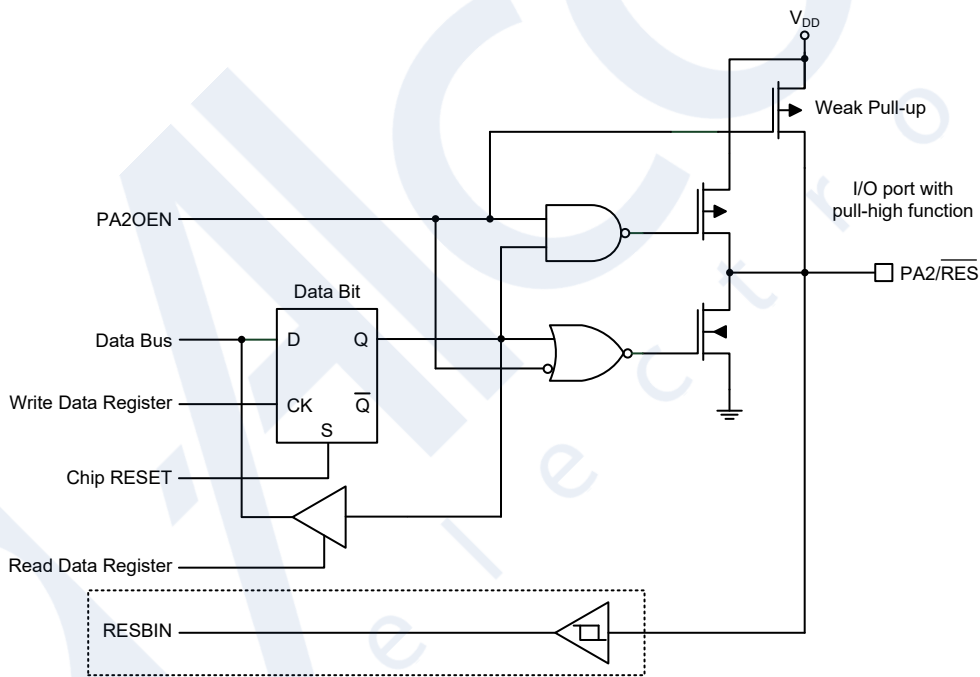 VDD
Weak Pull-up
I/O port with
pull-high function
PA2OEN
PA2/RES
Data Bit
Data Bus
D
Q
Write Data Register
CK
Q
S
Chip RESET
Read Data Register
RESBIN
e l e c t r o